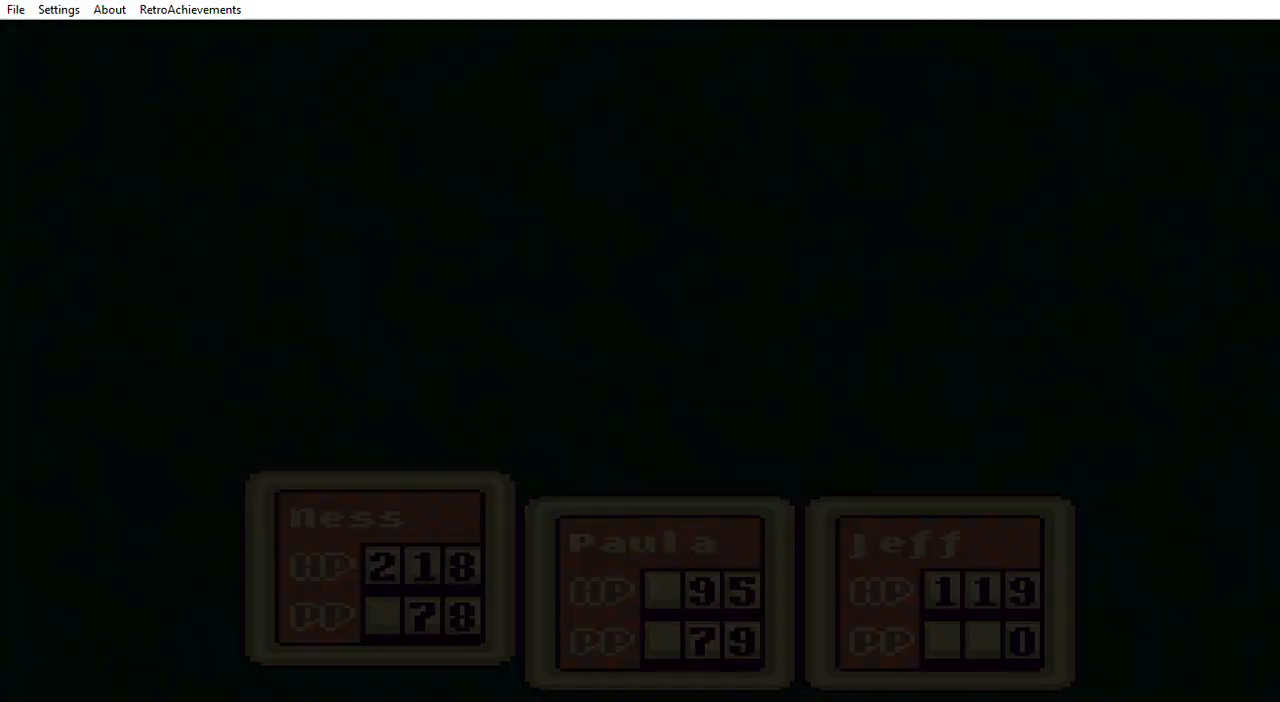 File Settings About RetroAchievements
Ness
HP 218
PP 78
Paula
HP 95
PP 79
Jeff
HP 119
PP 0